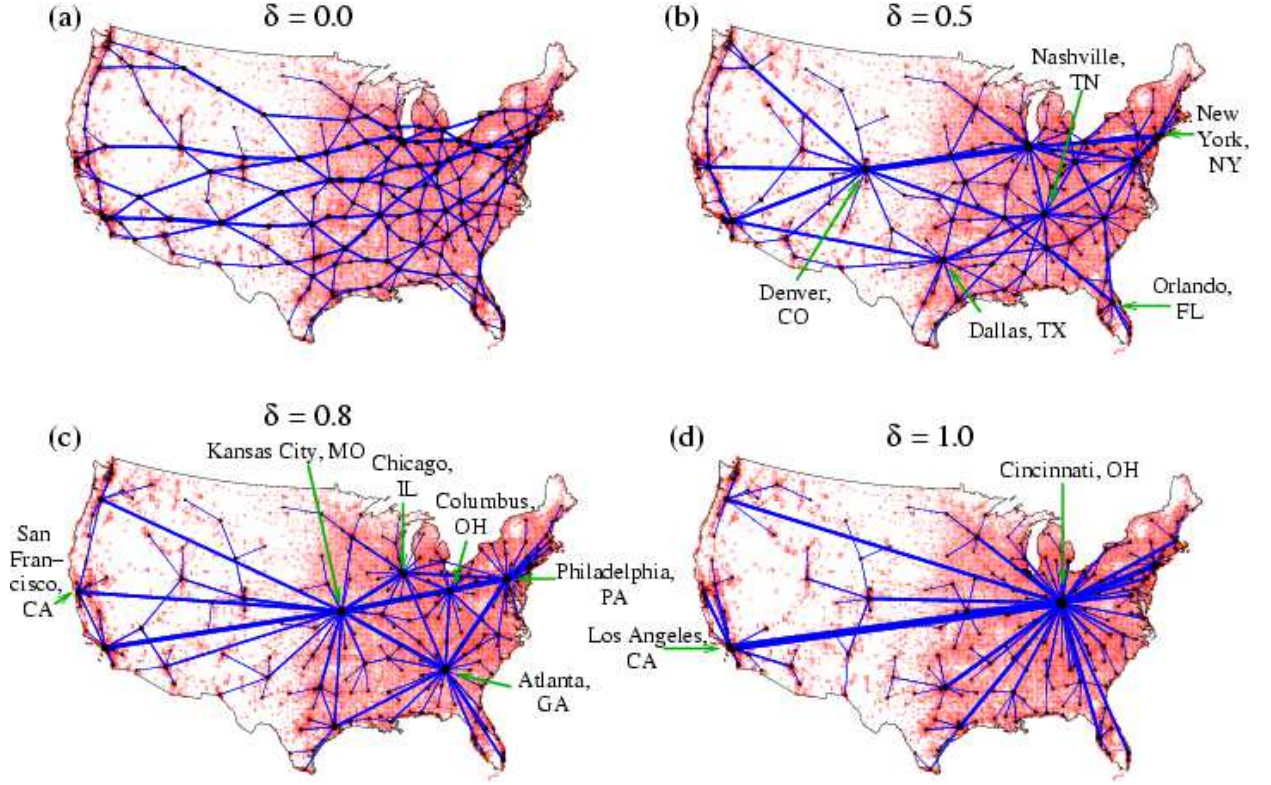 (a)
δ = 0.0
(b)
δ = 0.5
Nashville,
TN
New
York,
NY
Denver,
CO
Dallas, TX
Orlando,
FL
(c)
δ = 0.8
Kansas City, MO
Chicago,
IL
Columbus,
OH
San
Fran–
cisco,
CA
Philadelphia,
PA
Atlanta,
GA
(d)
δ = 1.0
Cincinnati, OH
Los Angeles,
CA